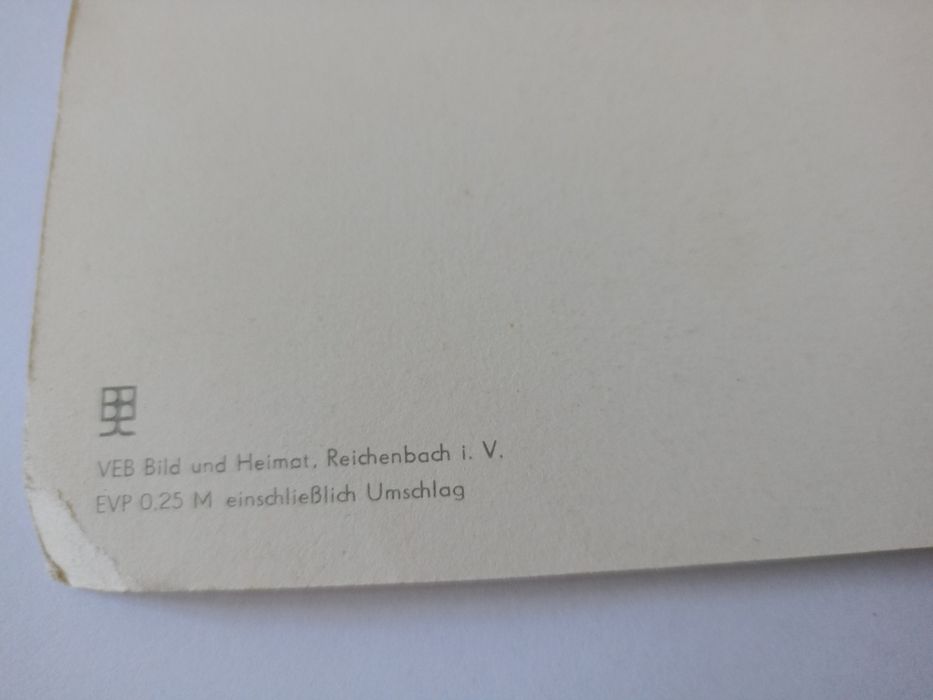 VEB Bild und Heimat, Reichenbach i. V.
EVP 0.25 M einschließlich Umschlag